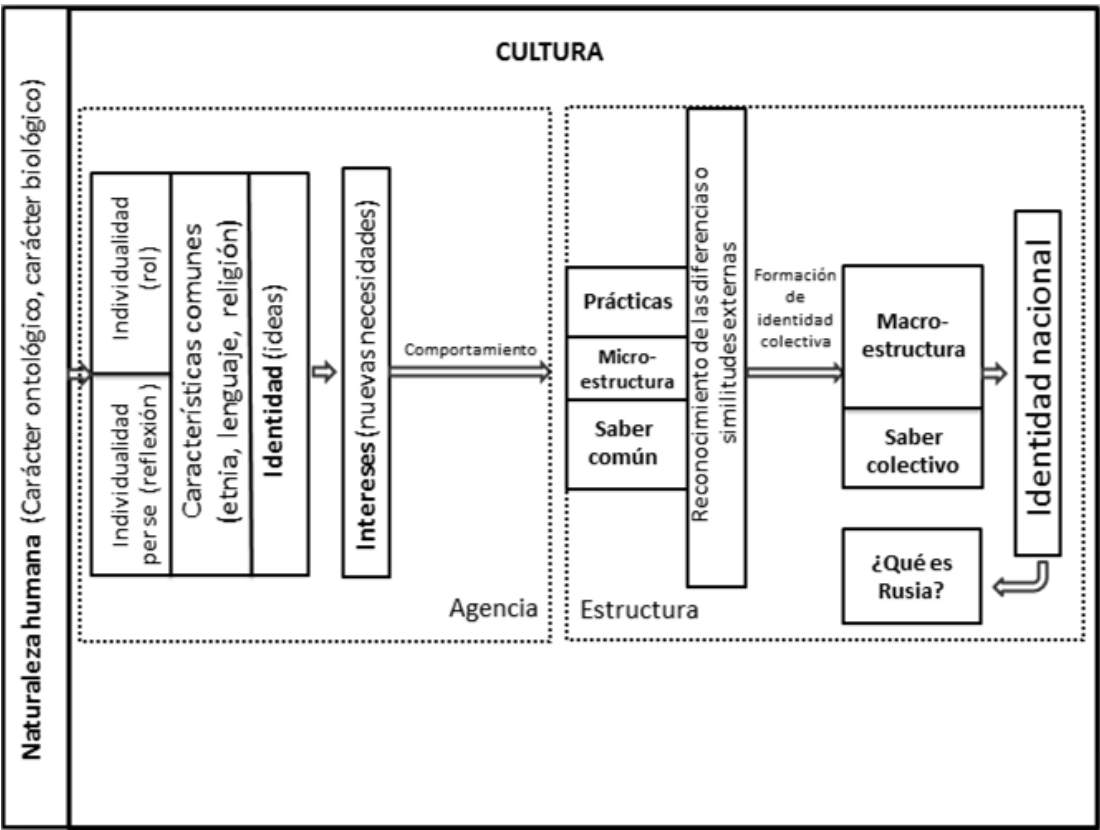 CULTURA
Naturaleza humana (Carácter ontológico, carácter biológico)
Individualidad
(rol)
Individualidad
per se (reflexión)
Características comunes
(etnia, lenguaje, religión)
Identidad (ideas)
Intereses (nuevas necesidades)
Comportamiento
Agencia
Prácticas
Micro-
estructura
Saber
común
Reconocimiento de las diferencias o
similitudes externas
Estructura
Formación
de
identidad
colectiva
Macro-
estructura
Saber
colectivo
Identidad nacional
¿Qué es
Rusia?